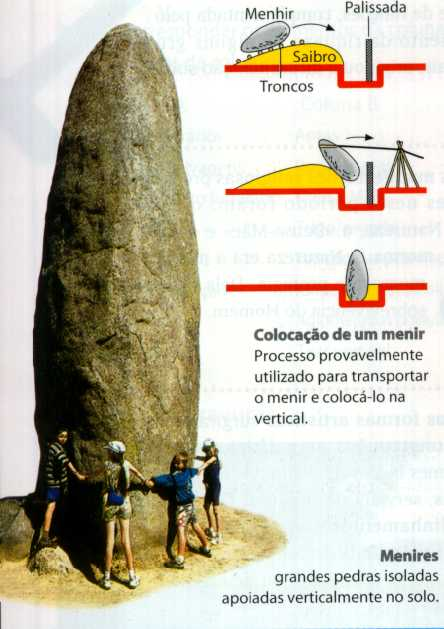 Menhir
Palissada
Saibro
Troncos
Colocação de um menir
Processo provavelmente
utilizado para transportar
o menir e colocá-lo na
vertical.
Menires
grandes pedras isoladas
apoiadas verticalmente no solo.